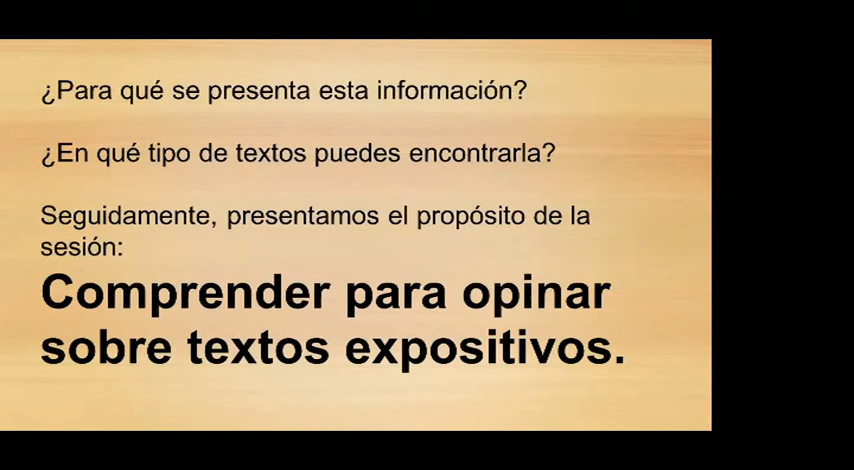 ¿Para qué se presenta esta información?
¿En qué tipo de textos puedes encontrarla?
Seguidamente, presentamos el propósito de la
sesión:
Comprender para opinar
sobre textos expositivos.